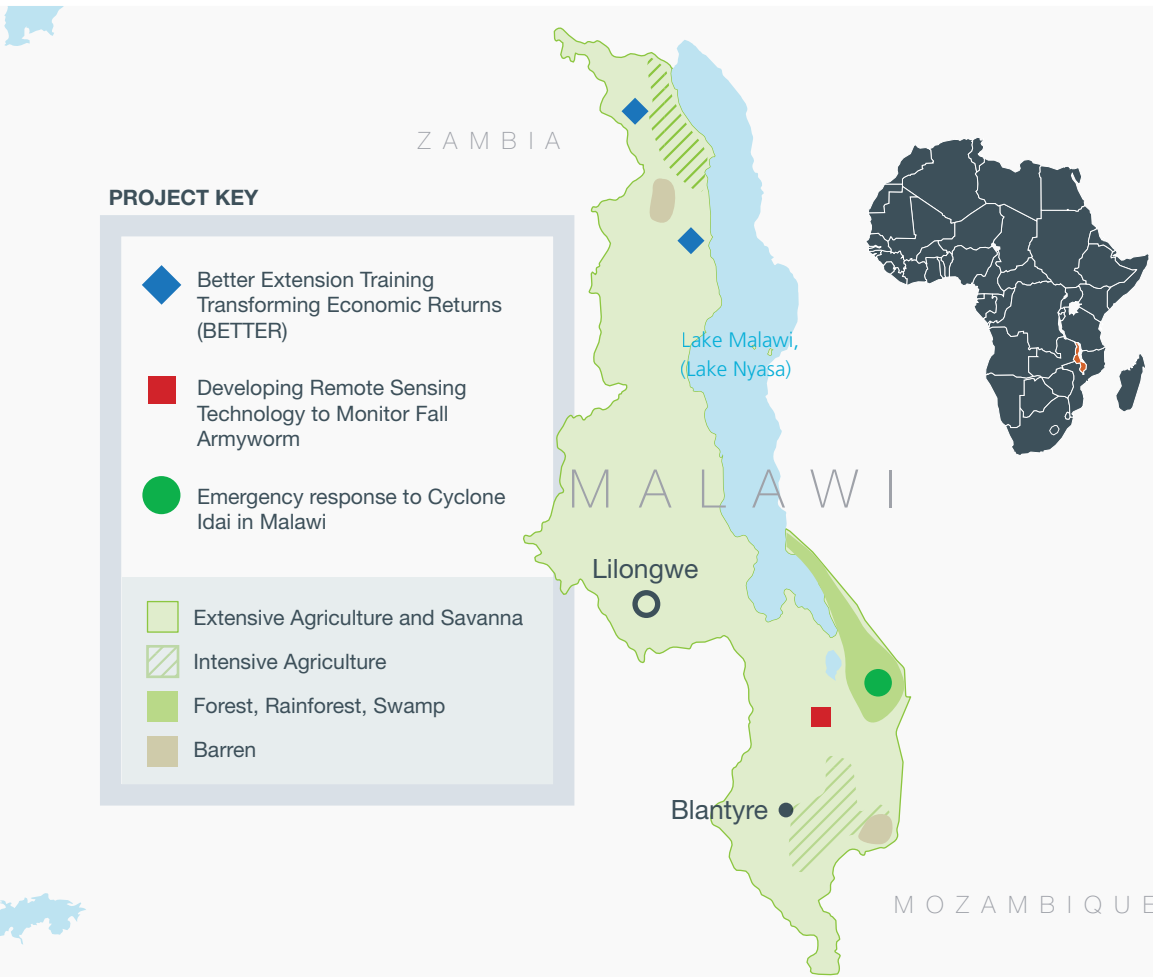 ZAMBIA
PROJECT KEY
Better Extension Training
Transforming Economic Returns
(BETTER)
Developing Remote Sensing
Technology to Monitor Fall
Armyworm
Emergency response to Cyclone
Idai in Malawi
Extensive Agriculture and Savanna
Intensive Agriculture
Forest, Rainforest, Swamp
Barren
Lake Malawi,
(Lake Nyasa)
MALAWI
Lilongwe
Blantyre
MOZAMBIQUE